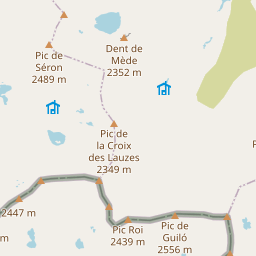 Pic de
Séron
2489 m
Dent de
Mède
2352 m
Pic de
la Croix
des Lauzes
2349 m
2447 m
Pic Roi
2439 m
Pic de
Guiló
2556 m